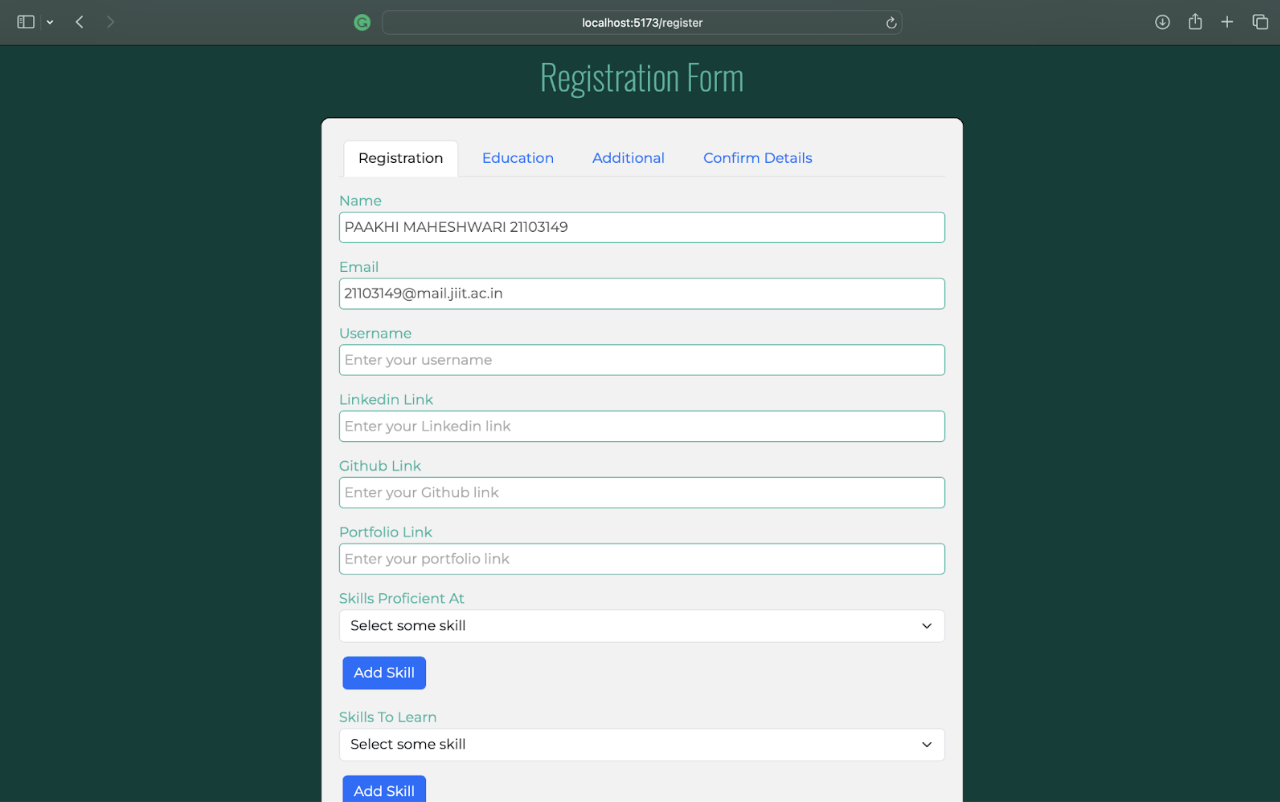 localhost:5173/register
Registration Form
Registration Education Additional Confirm Details
Name
PAAKHI MAHESHWARI 21103149
Email
21103149@mail.jiit.ac.in
Username
Enter your username
Linkedin Link
Enter your Linkedin link
Github Link
Enter your Github link
Portfolio Link
Enter your portfolio link
Skills Proficient At
Select some skill
Add Skill
Skills To Learn
Select some skill
Add Skill